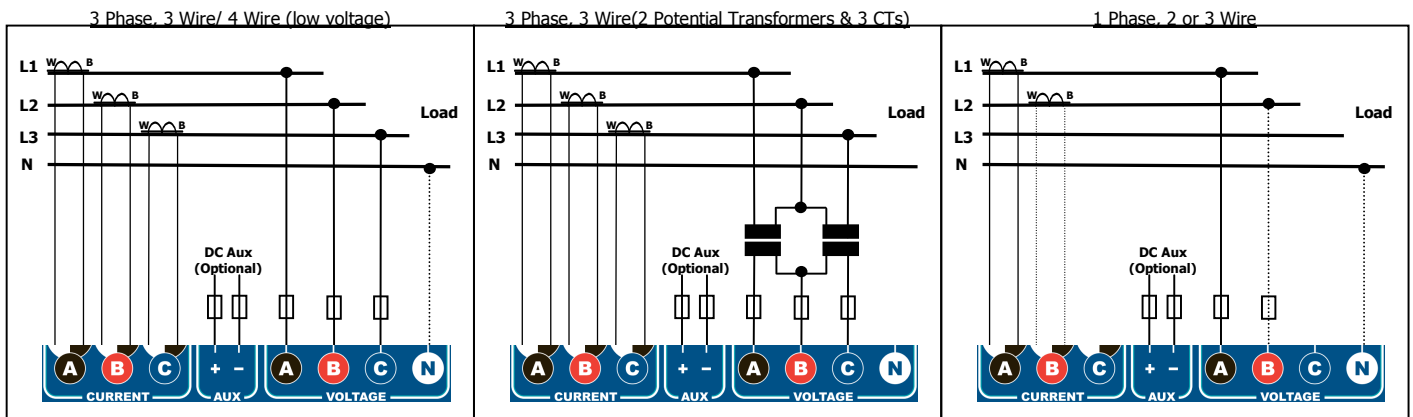 3 Phase, 3 Wire/ 4 Wire (low voltage)
W B
L1
W B
L2
W B
L3
Load
N
DC Aux
(Optional)
A B C + − A B C N
CURRENT AUX VOLTAGE
3 Phase, 3 Wire(2 Potential Transformers & 3 CTs)
W B
L1
W B
L2
W B
L3
Load
N
DC Aux
(Optional)
A B C + − A B C N
CURRENT AUX VOLTAGE
1 Phase, 2 or 3 Wire
W B
L1
W B
L2
Load
L3
N
DC Aux
(Optional)
A B C + − A B C N
CURRENT AUX VOLTAGE